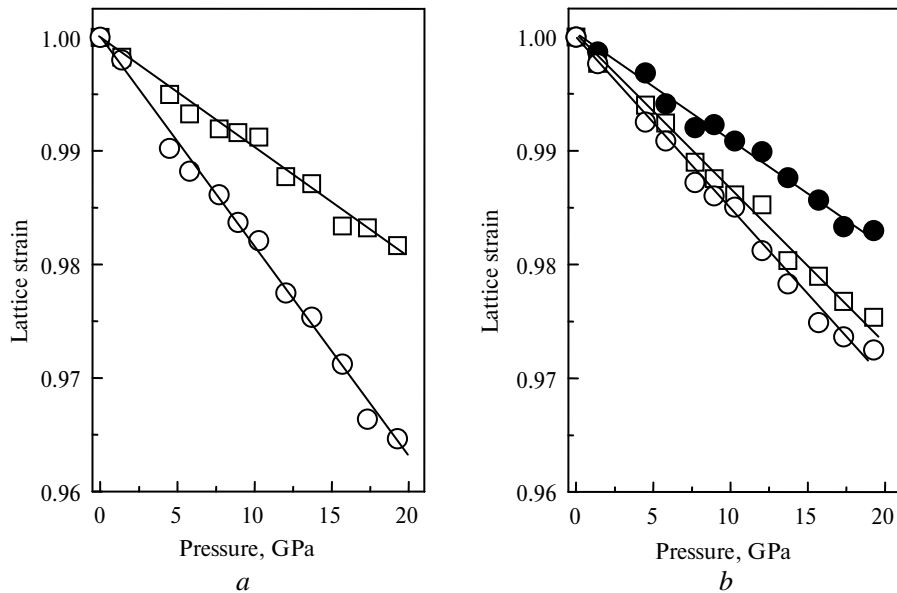 1.00
0.99
0.98
0.97
0.96
Lattice strain
0 5 10 15 20
Pressure, GPa
a
1.00
0.99
0.98
0.97
0.96
Lattice strain
0 5 10 15 20
Pressure, GPa
b